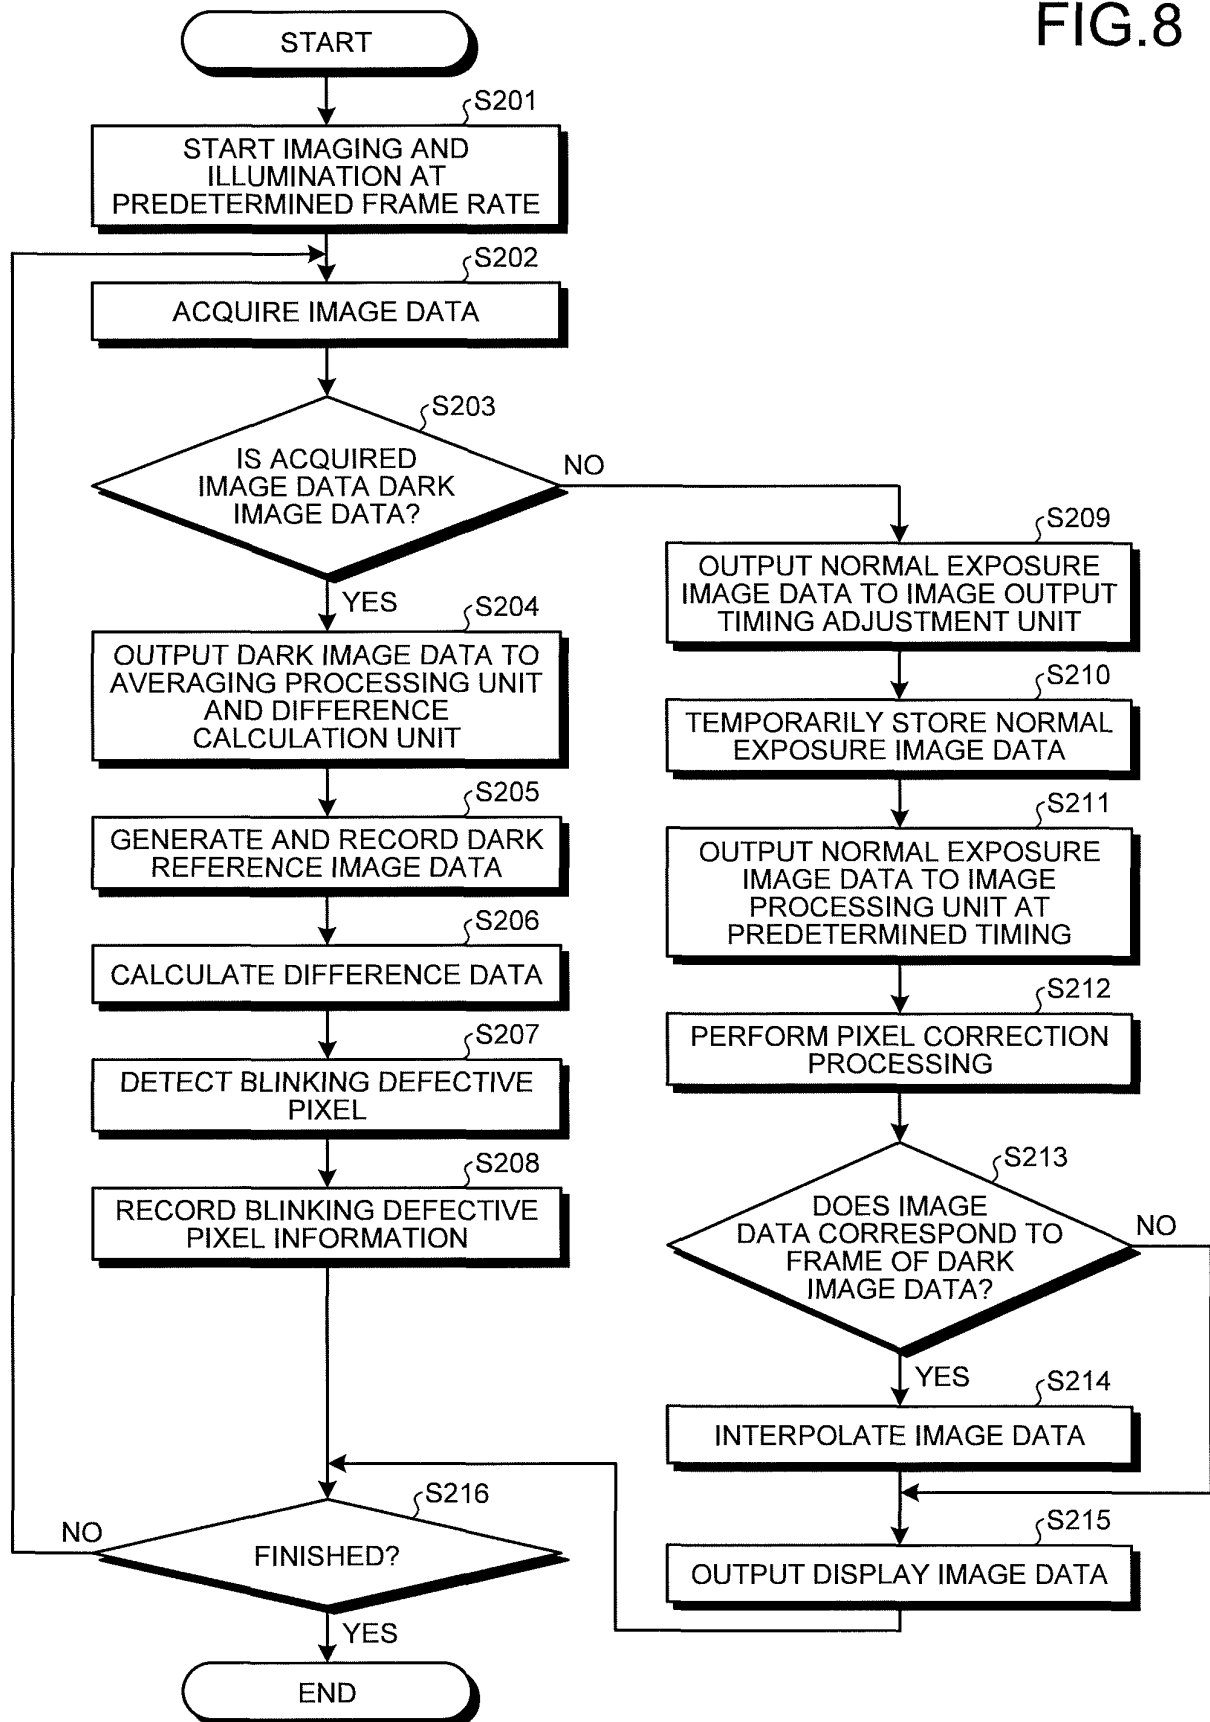 FIG.8
START
S201
START IMAGING AND
ILLUMINATION AT
PREDETERMINED FRAME RATE
S202
ACQUIRE IMAGE DATA
S203
IS ACQUIRED
IMAGE DATA DARK
IMAGE DATA?
NO
YES
S204
OUTPUT DARK IMAGE DATA TO
AVERAGING PROCESSING UNIT
AND DIFFERENCE
CALCULATION UNIT
S205
GENERATE AND RECORD DARK
REFERENCE IMAGE DATA
S206
CALCULATE DIFFERENCE DATA
S207
DETECT BLINKING DEFECTIVE
PIXEL
S208
RECORD BLINKING DEFECTIVE
PIXEL INFORMATION
S209
OUTPUT NORMAL EXPOSURE
IMAGE DATA TO IMAGE OUTPUT
TIMING ADJUSTMENT UNIT
S210
TEMPORARILY STORE NORMAL
EXPOSURE IMAGE DATA
S211
OUTPUT NORMAL EXPOSURE
IMAGE DATA TO IMAGE
PROCESSING UNIT AT
PREDETERMINED TIMING
S212
PERFORM PIXEL CORRECTION
PROCESSING
S213
DOES IMAGE
DATA CORRESPOND TO
FRAME OF DARK
IMAGE DATA?
NO
YES
S214
INTERPOLATE IMAGE DATA
S215
OUTPUT DISPLAY IMAGE DATA
S216
FINISHED?
NO
YES
END